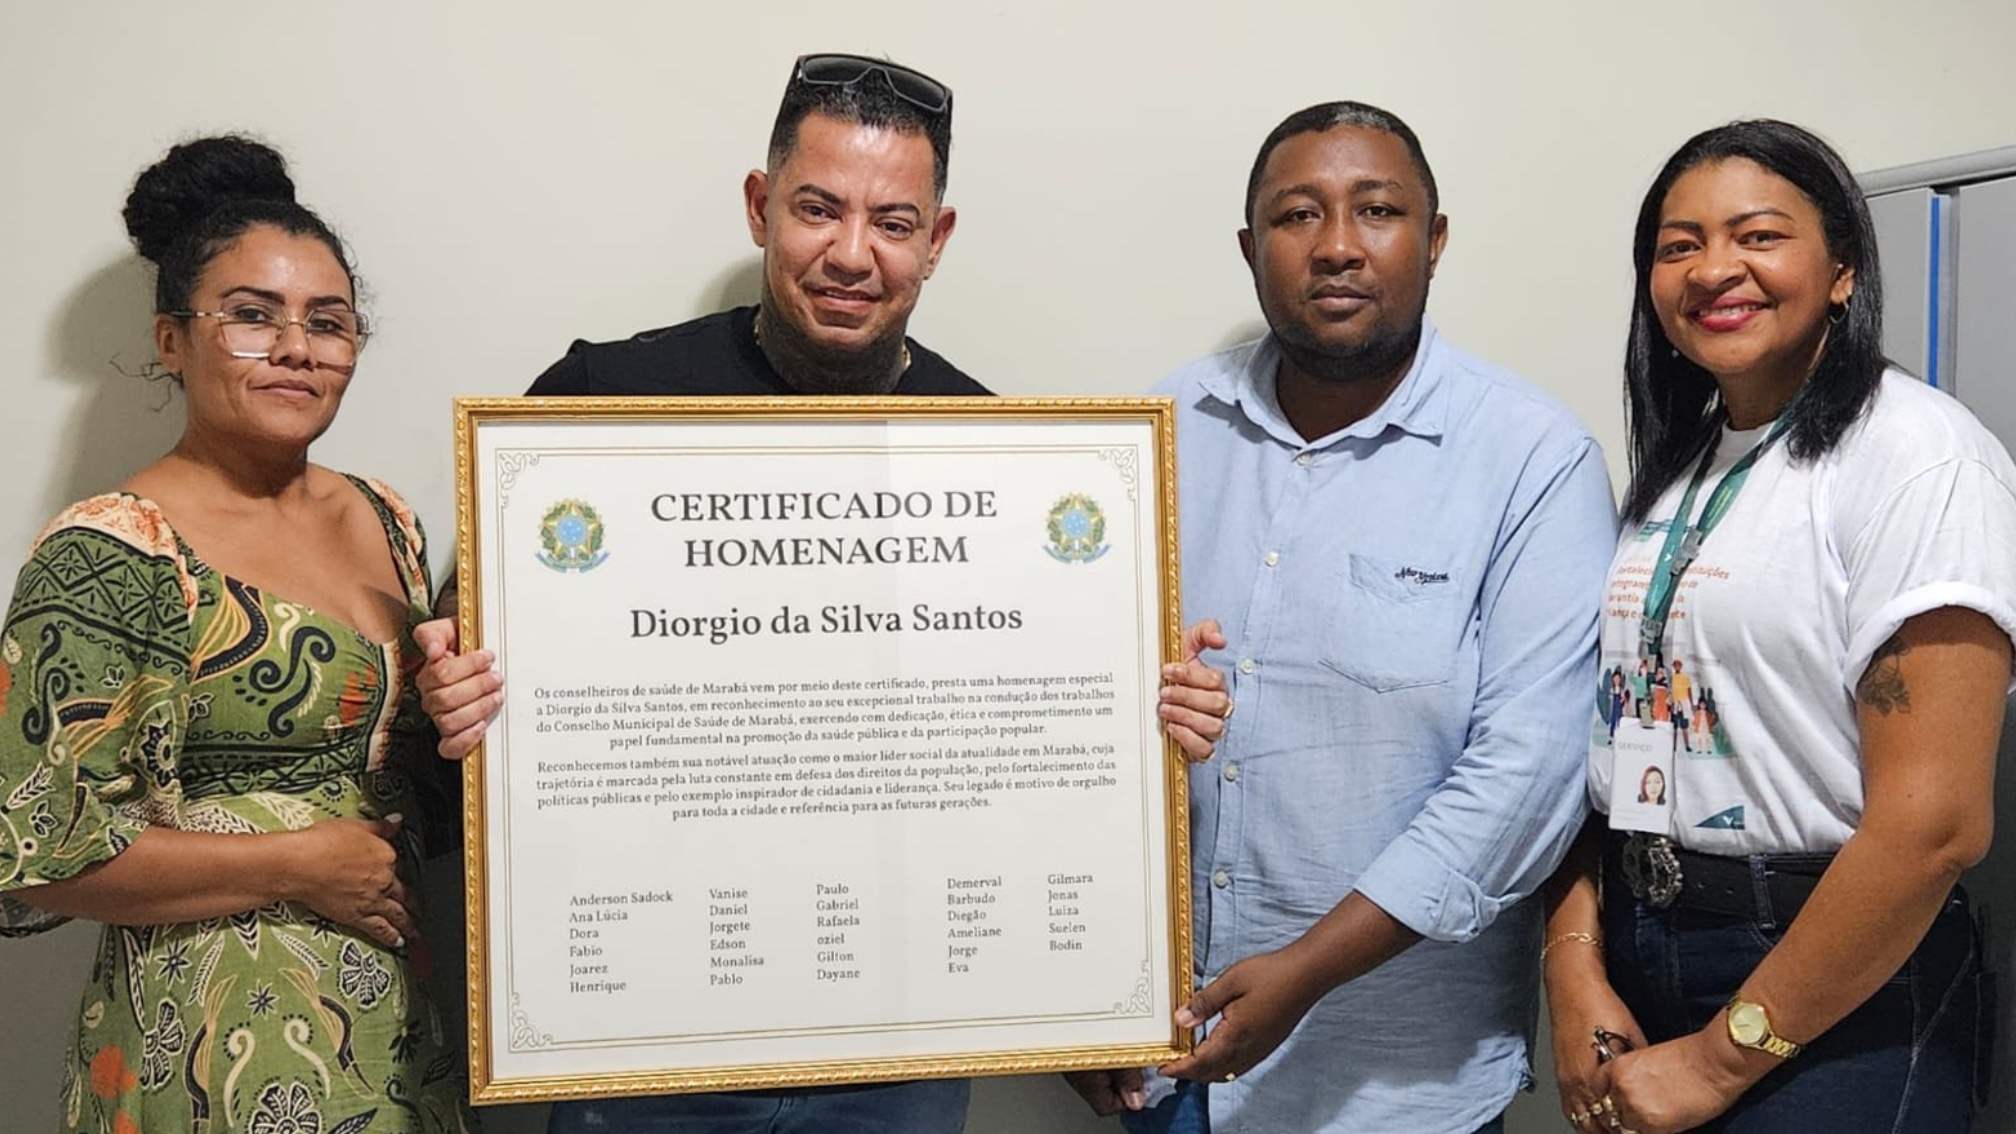 CERTIFICADO DE
HOMENAGEM
Diorgio da Silva Santos
Os conselheiros de saúde de Marabá vem por meio deste certificado, presta uma homenagem especial
a Diorgio da Silva Santos, em reconhecimento ao seu excepcional trabalho na condução dos trabalhos
do Conselho Municipal de Saúde de Marabá, exercendo com dedicação, ética e comprometimento um
papel fundamental na promoção da saúde pública e da participação popular.
Reconhecemos também sua notável atuação como o maior líder social da atualidade em Marabá, cuja
trajetória é marcada pela luta constante em defesa dos direitos da população, pelo fortalecimento das
políticas públicas e pelo exemplo inspirador de cidadania e liderança. Seu legado é motivo de orgulho
para toda a cidade e referência para as futuras gerações.
Anderson Sadock
Ana Lúcia
Dora
Fabio
Joarez
Henrique
Vanise
Daniel
Jorgete
Edson
Monalisa
Pablo
Paulo
Gabriel
Rafaela
oziel
Gilton
Dayane
Demerval
Barbudo
Diegão
Ameliane
Jorge
Eva
Gilmara
Jonas
Luiza
Suelen
Bodin
SERVIÇO